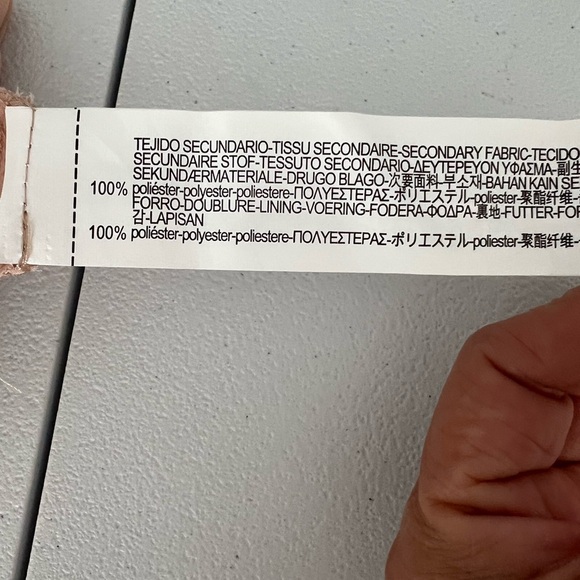 TEJIDO SECUNDARIO-TISSU SECONDAIRE-SECONDARY FABRIC-TECIDO
SECUNDAIRE STOF-TESSUTO SECONDARIO-ΔΕΥΤΕΡΕΥΟΝ ΥΦΑΣΜΑ-副生
SEKUNDÆRMATERIALE-DRUGO BLAGO-次要面料-부소재-BAHAN KAIN SE
100% poliéster-polyester-poliestere-ΠΟΛΥΕΣΤΕΡΑΣ-ポリエステル-poliester-聚酯纤维-
FORRO-DOUBLURE-LINING-VOERING-FODERA-ΦΟΔΡΑ-裏地-FUTTER-FOR
감-LAPISAN
100% poliéster-polyester-poliestere-ΠΟΛΥΕΣΤΕΡΑΣ-ポリエステル-poliester-聚酯纤维-